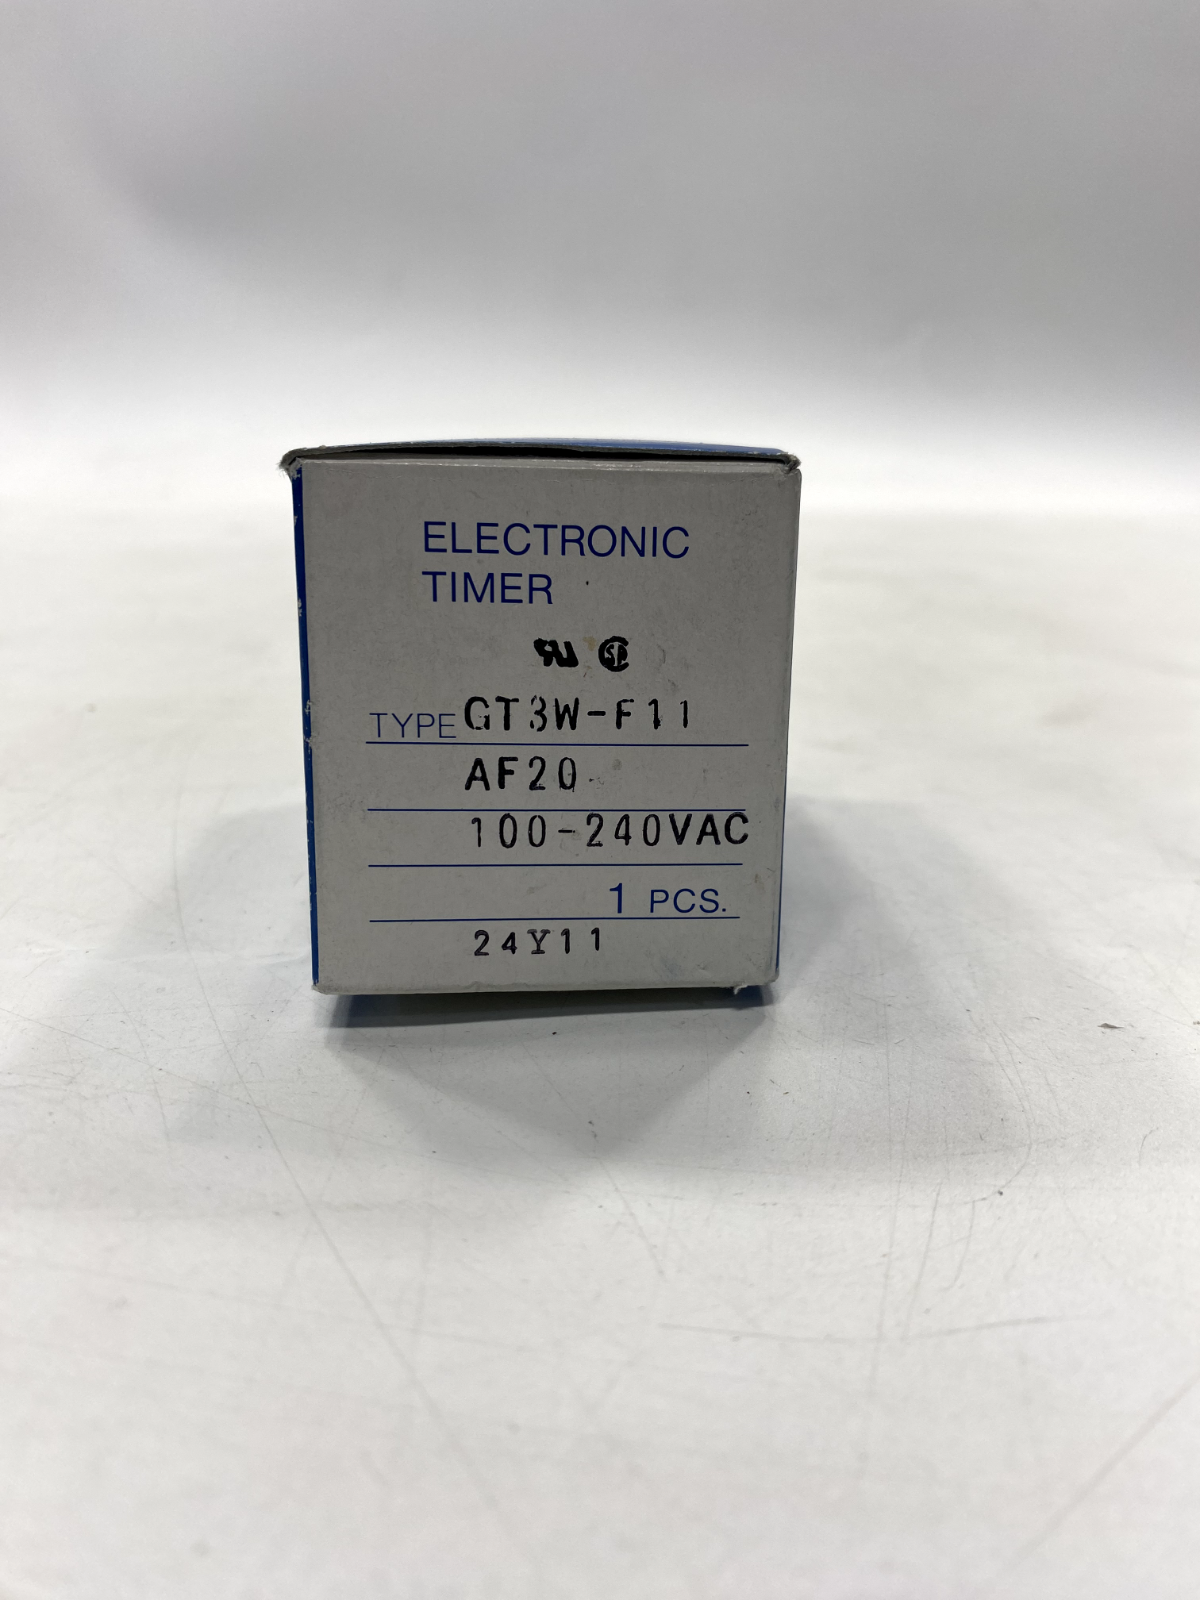 ELECTRONIC
TIMER
TYPE GT3W-F11
AF20
100-240VAC
1 PCS.
24Y11